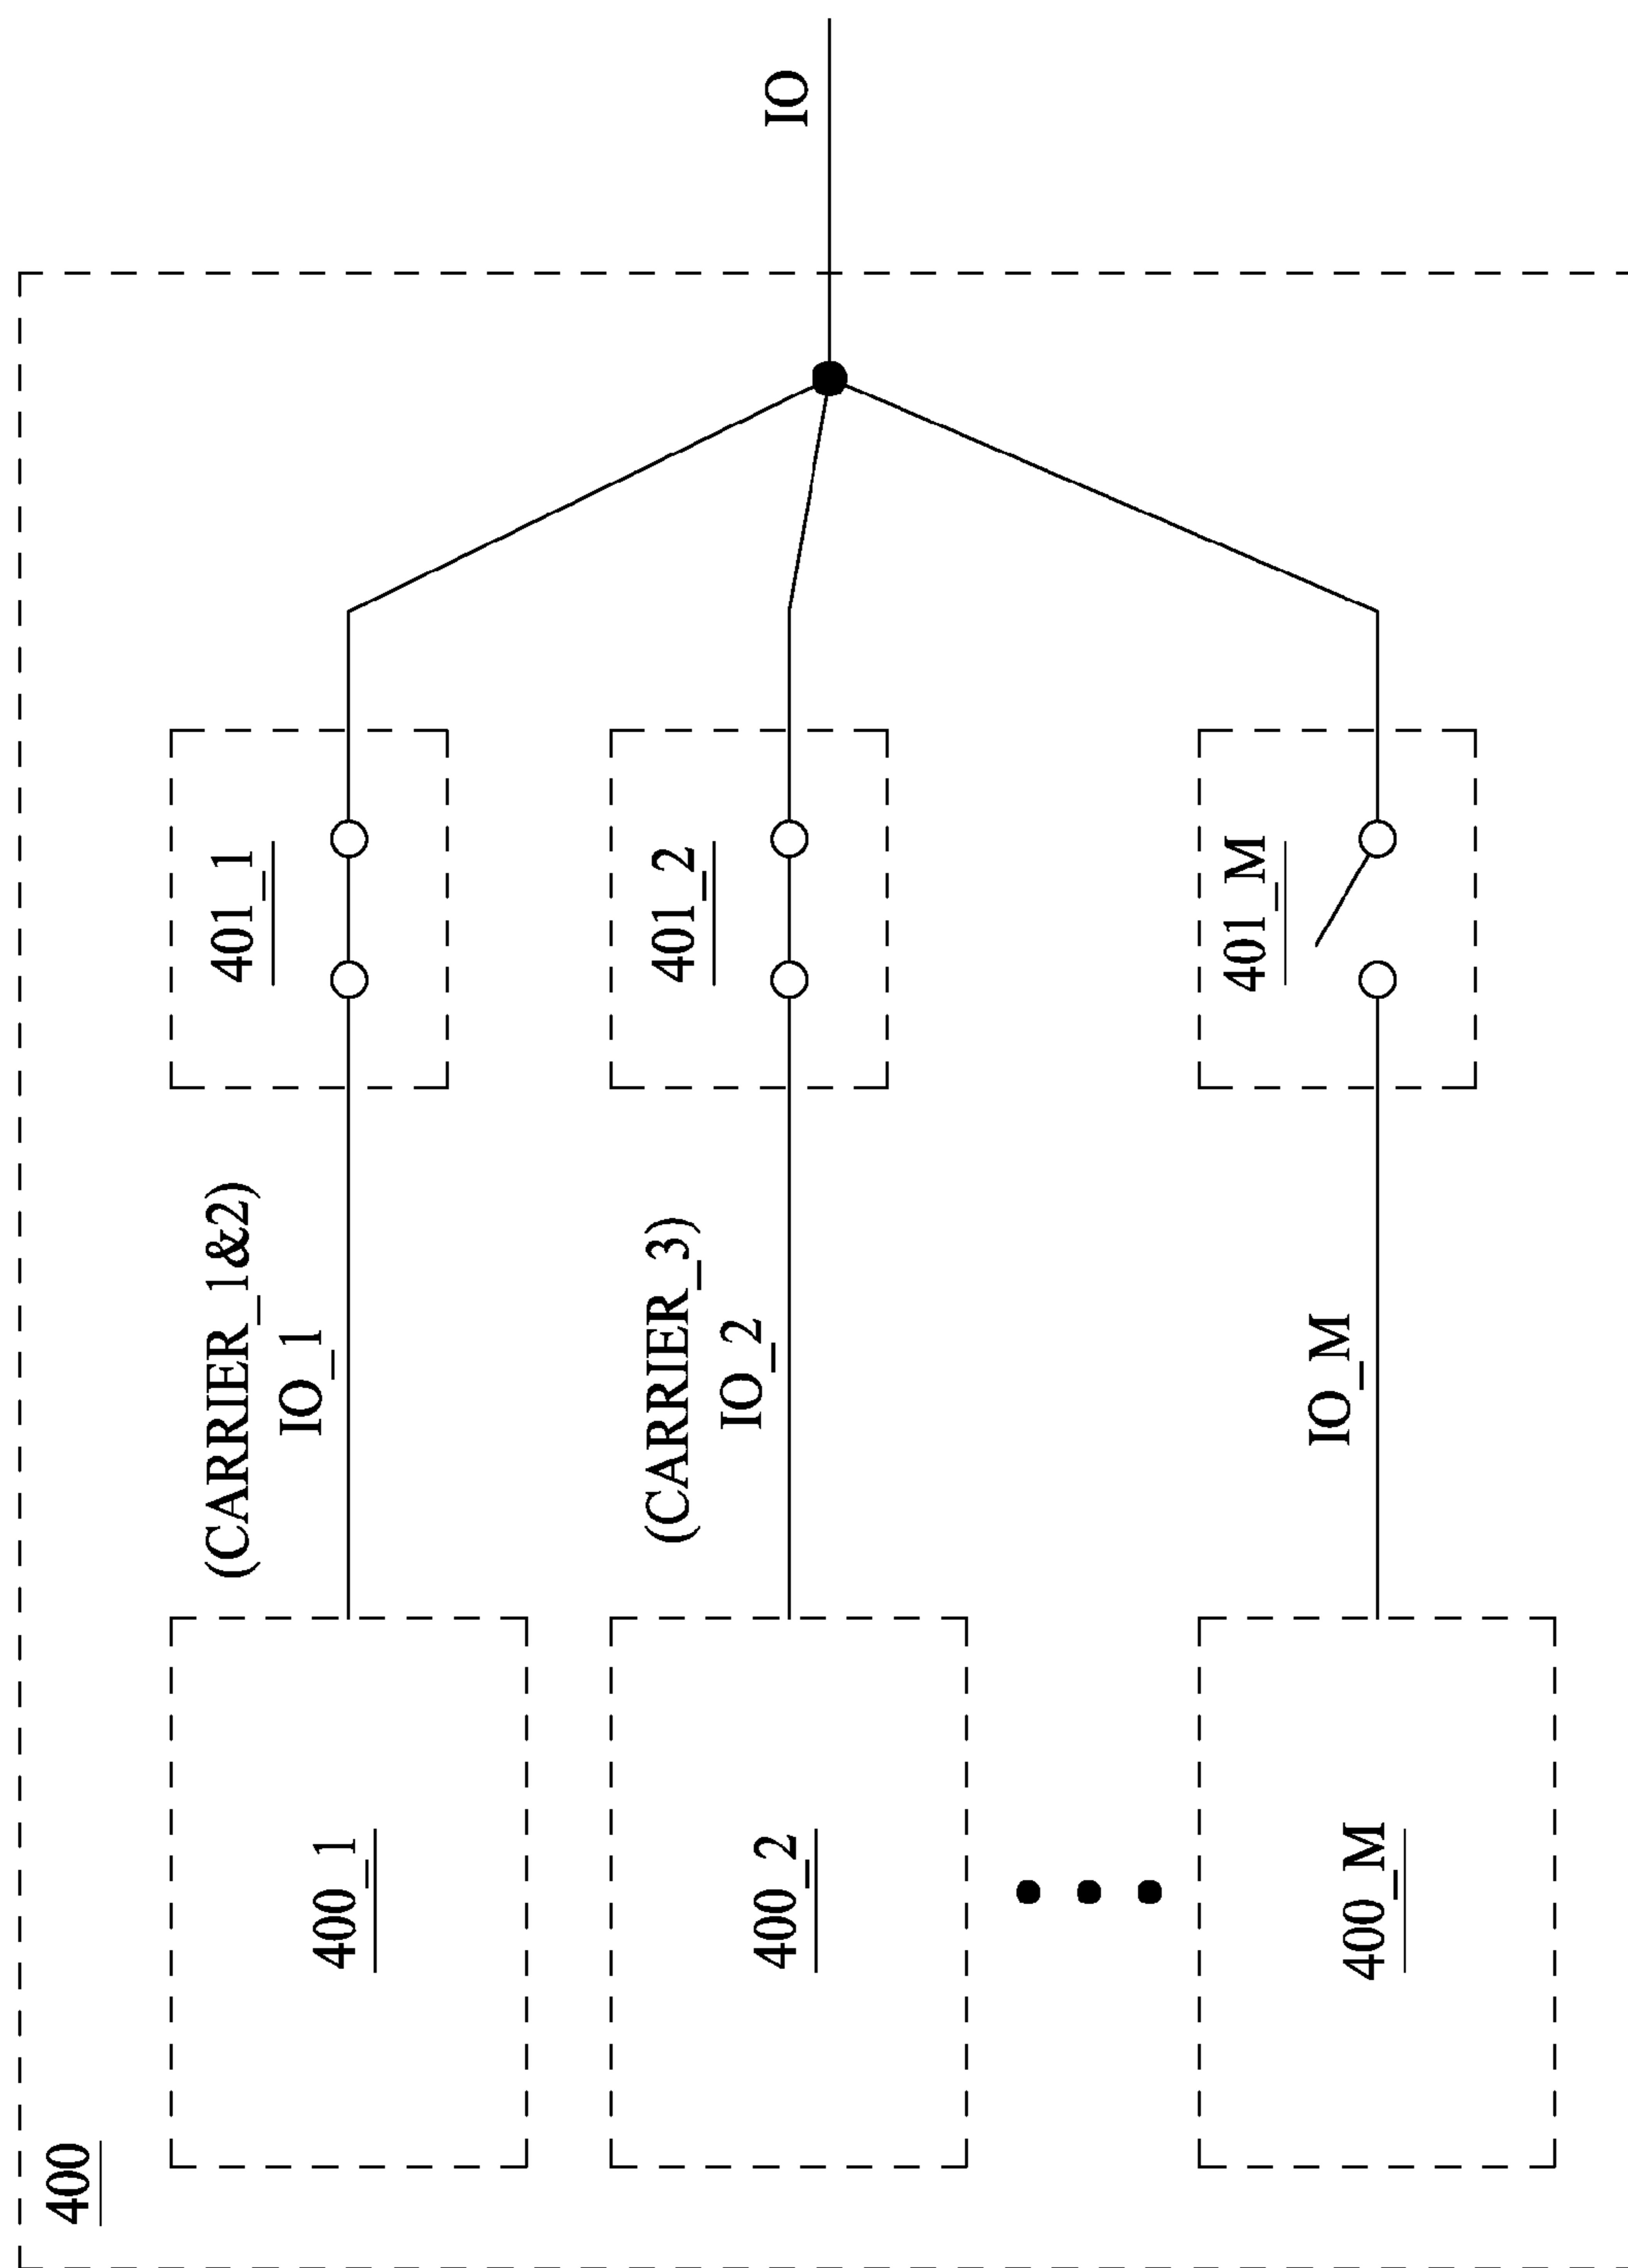 400
400_1
(CARRIER_1&2)
IO_1
401_1
400_2
(CARRIER_3)
IO_2
401_2
IO
400_M
IO_M
401_M